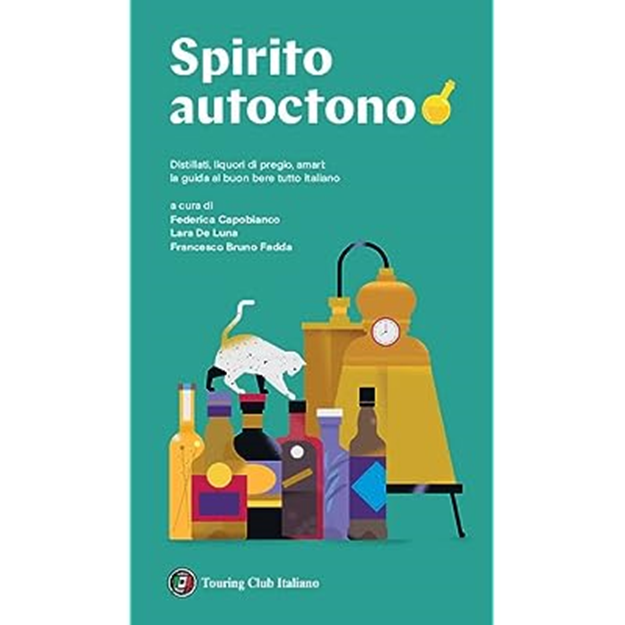 Spirito
autoctono
Distillati, liquori di pregio, amari:
la guida al buon bere tutto italiano
a cura di
Federica Capobianco
Lara De Luna
Francesco Bruno Fadda
Touring Club Italiano